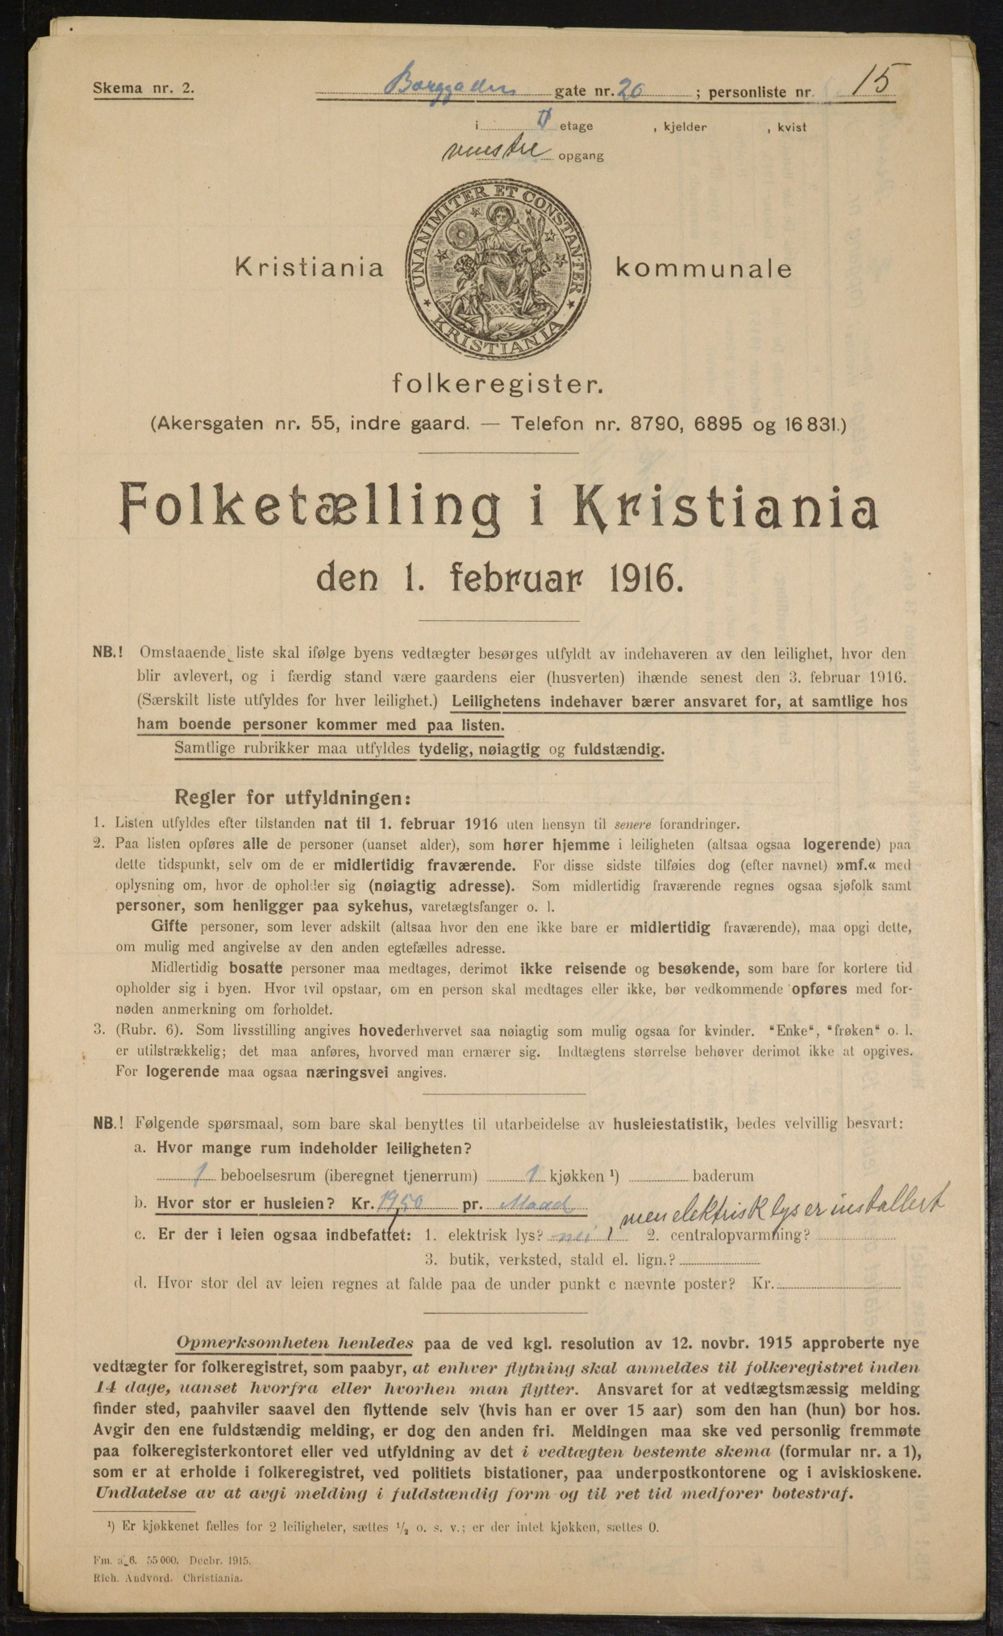 Skema nr. 2.
Borggaden gate nr. 20 ; personliste nr. 15
i etage , kjelder , kvist
venstre opgang
UNANIMITER ET CONSTANTER
KRISTIANIA
Kristiania kommunale
folkeregister.
(Akersgaten nr. 55, indre gaard. — Telefon nr. 8790, 6895 og 16831.)
Folketælling i Kristiania
den 1. februar 1916.
NB.! Omstaaende liste skal ifølge byens vedtægter besørges utfyldt av indehaveren av den leilighet, hvor den
blir avlevert, og i færdig stand være gaardens eier (husverten) ihænde senest den 3. februar 1916.
(Særskilt liste utfyldes for hver leilighet.) Leilighetens indehaver bærer ansvaret for, at samtlige hos
ham boende personer kommer med paa listen.
Samtlige rubrikker maa utfyldes tydelig, nøiagtig og fuldstændig.
Regler for utfyldningen:
1. Listen utfyldes efter tilstanden nat til 1. februar 1916 uten hensyn til senere forandringer.
2. Paa listen opføres alle de personer (uanset alder), som hører hjemme i leiligheten (altsaa ogsaa logerende) paa
dette tidspunkt, selv om de er midlertidig fraværende. For disse sidste tilføies dog (efter navnet) »mf.« med
oplysning om, hvor de opholder sig (nøiagtig adresse). Som midlertidig fraværende regnes ogsaa sjøfolk samt
personer, som henligger paa sykehus, varetægtsfanger o. l.
Gifte personer, som lever adskilt (altsaa hvor den ene ikke bare er midlertidig fraværende), maa opgi dette,
om mulig med angivelse av den anden egtefælles adresse.
Midlertidig bosatte personer maa medtages, derimot ikke reisende og besøkende, som bare for kortere tid
opholder sig i byen. Hvor tvil opstaar, om en person skal medtages eller ikke, bør vedkommende opføres med for-
nøden anmerkning om forholdet.
3. (Rubr. 6). Som livsstilling angives hovederhvervet saa nøiagtig som mulig ogsaa for kvinder. "Enke", "frøken" o. l.
er utilstrækkelig; det maa anføres, hvorved man ernærer sig. Indtægtens størrelse behøver derimot ikke at opgives.
For logerende maa ogsaa næringsvei angives.
NB.! Følgende spørsmaal, som bare skal benyttes til utarbeidelse av husleiestatistik, bedes velvillig besvart:
a. Hvor mange rum indeholder leiligheten?
1 beboelsesrum (iberegnet tjenerrum) 1 kjøkken ¹) baderum
b. Hvor stor er husleien? Kr. 1950 pr. Maad
men elektrisk lys er installert
c. Er der i leien ogsaa indbefattet: 1. elektrisk lys? nei 2. centralopvarmning?
3. butik, verksted, stald el. lign.?
d. Hvor stor del av leien regnes at falde paa de under punkt c nævnte poster? Kr.
Opmerksomheten henledes paa de ved kgl. resolution av 12. novbr. 1915 approberte nye
vedtægter for folkeregistret, som paabyr, at enhver flytning skal anmeldes til folkeregistret inden
14 dage, uanset hvorfra eller hvorhen man flytter. Ansvaret for at vedtægtsmæssig melding
finder sted, paahviler saavel den flyttende selv (hvis han er over 15 aar) som den han (hun) bor hos.
Avgir den ene fuldstændig melding, er dog den anden fri. Meldingen maa ske ved personlig fremmøte
paa folkeregisterkontoret eller ved utfyldning av det i vedtægten bestemte skema (formular nr. a 1),
som er at erholde i folkeregistret, ved politiets bistationer, paa underpostkontorene og i aviskioskene.
Undlatelse av at avgi melding i fuldstændig form og til ret tid medfører bøtestraf.
¹) Er kjøkkenet fælles for 2 leiligheter, sættes ½ o. s. v.; er der intet kjøkken, sættes 0.
Fm. a_6. 55000. Decbr. 1915.
Rich. Andvord. Christiania.